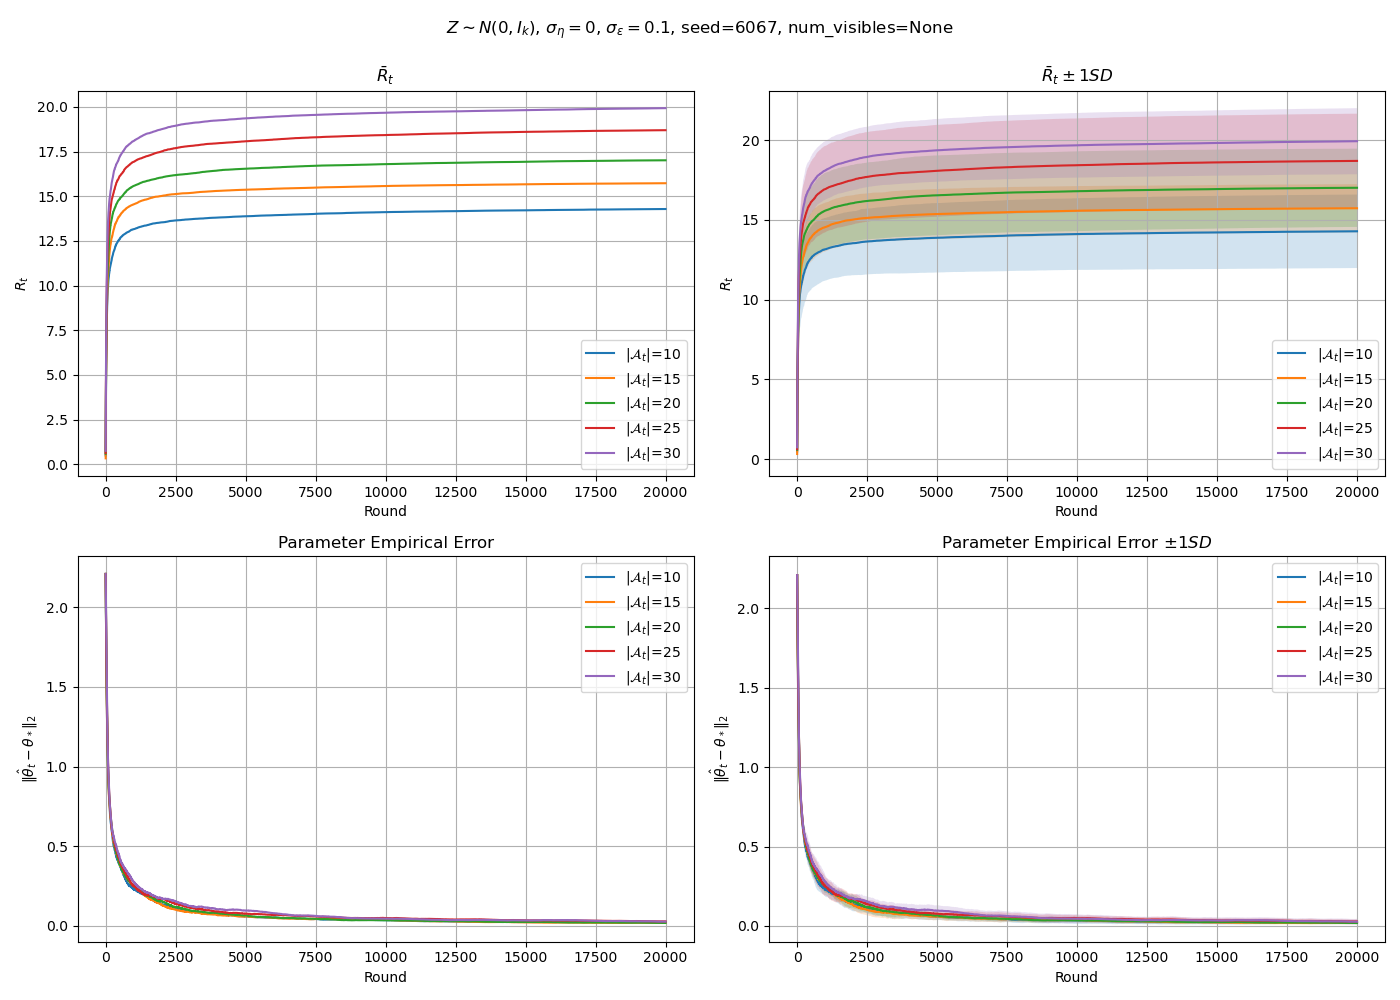 Z ∼ N(0, I_k), σ_η = 0, σ_ε = 0.1, seed=6067, num_visibles=None
R̄_t
R_t
20.0
17.5
15.0
12.5
10.0
7.5
5.0
2.5
0.0
|𝒜_t|=10
|𝒜_t|=15
|𝒜_t|=20
|𝒜_t|=25
|𝒜_t|=30
0 2500 5000 7500 10000 12500 15000 17500 20000
Round
R̄_t ± 1SD
R_t
20
15
10
5
0
|𝒜_t|=10
|𝒜_t|=15
|𝒜_t|=20
|𝒜_t|=25
|𝒜_t|=30
0 2500 5000 7500 10000 12500 15000 17500 20000
Round
Parameter Empirical Error
‖θ̂_t − θ_*‖_2
2.0
1.5
1.0
0.5
0.0
|𝒜_t|=10
|𝒜_t|=15
|𝒜_t|=20
|𝒜_t|=25
|𝒜_t|=30
0 2500 5000 7500 10000 12500 15000 17500 20000
Round
Parameter Empirical Error ±1SD
‖θ̂_t − θ_*‖_2
2.0
1.5
1.0
0.5
0.0
|𝒜_t|=10
|𝒜_t|=15
|𝒜_t|=20
|𝒜_t|=25
|𝒜_t|=30
0 2500 5000 7500 10000 12500 15000 17500 20000
Round